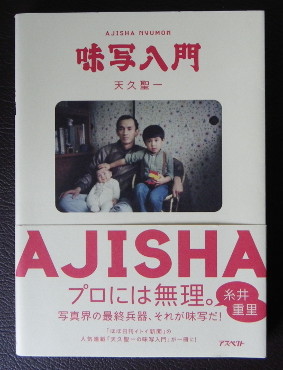 AJISHA NYUMON
味写入門
天久聖一
AJISHA
プロには無理。
糸井
重里
写真界の最終兵器、それが味写だ！
「ほぼ日刊イトイ新聞」の
人気連載「天久聖一の味写入門」が一冊に！
アスペクト